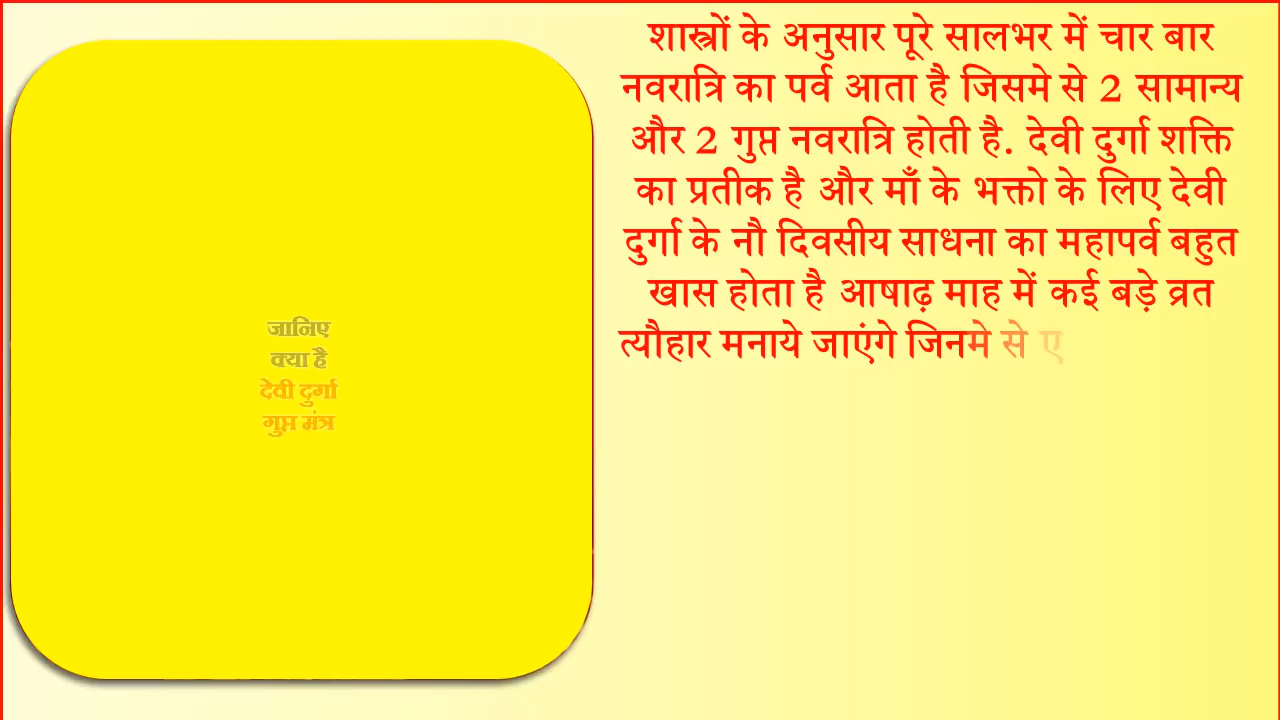 जानिए
क्या है
देवी दुर्गा
गुप्त मंत्र
शास्त्रों के अनुसार पूरे सालभर में चार बार
नवरात्रि का पर्व आता है जिसमे से 2 सामान्य
और 2 गुप्त नवरात्रि होती है. देवी दुर्गा शक्ति
का प्रतीक है और माँ के भक्तो के लिए देवी
दुर्गा के नौ दिवसीय साधना का महापर्व बहुत
खास होता है आषाढ़ माह में कई बड़े व्रत
त्यौहार मनाये जाएंगे जिनमे से ए